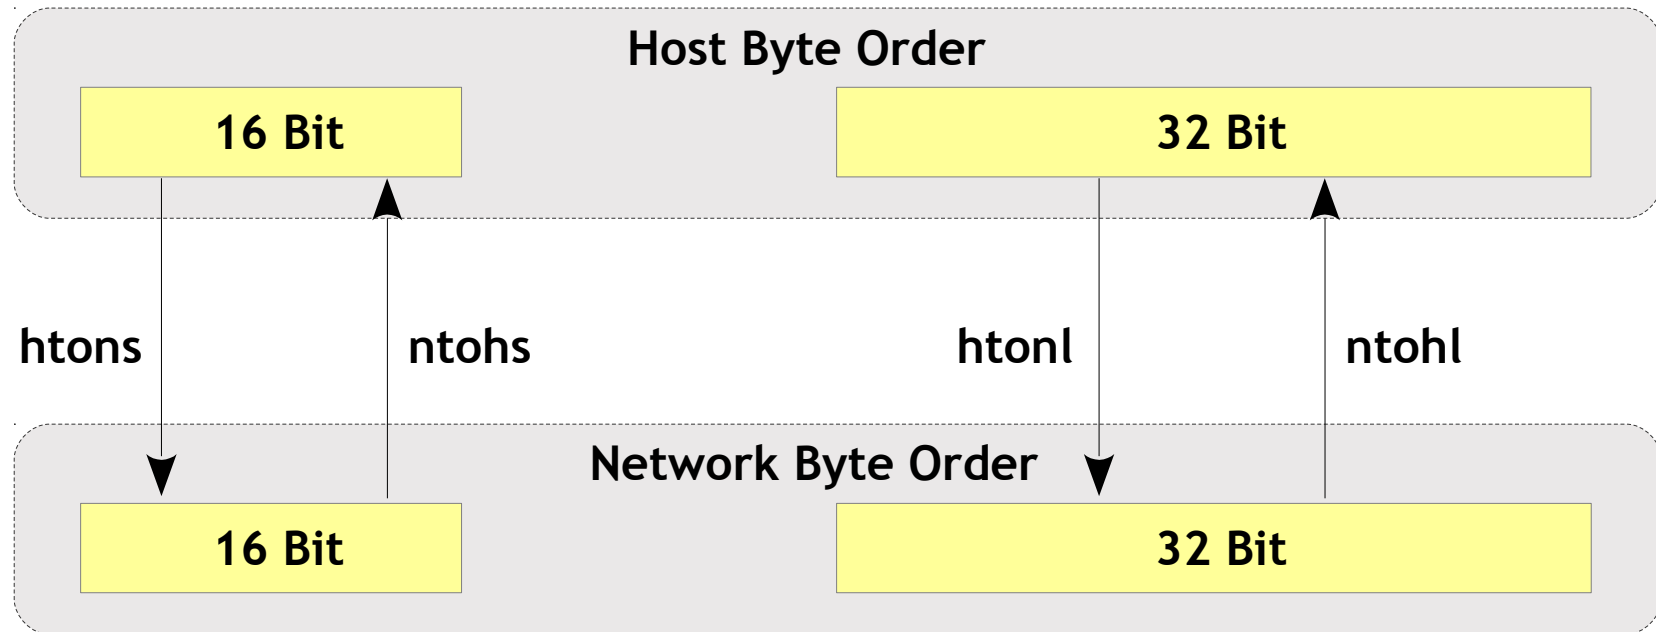 Host Byte Order
16 Bit
32 Bit
htons
ntohs
htonl
ntohl
Network Byte Order
16 Bit
32 Bit